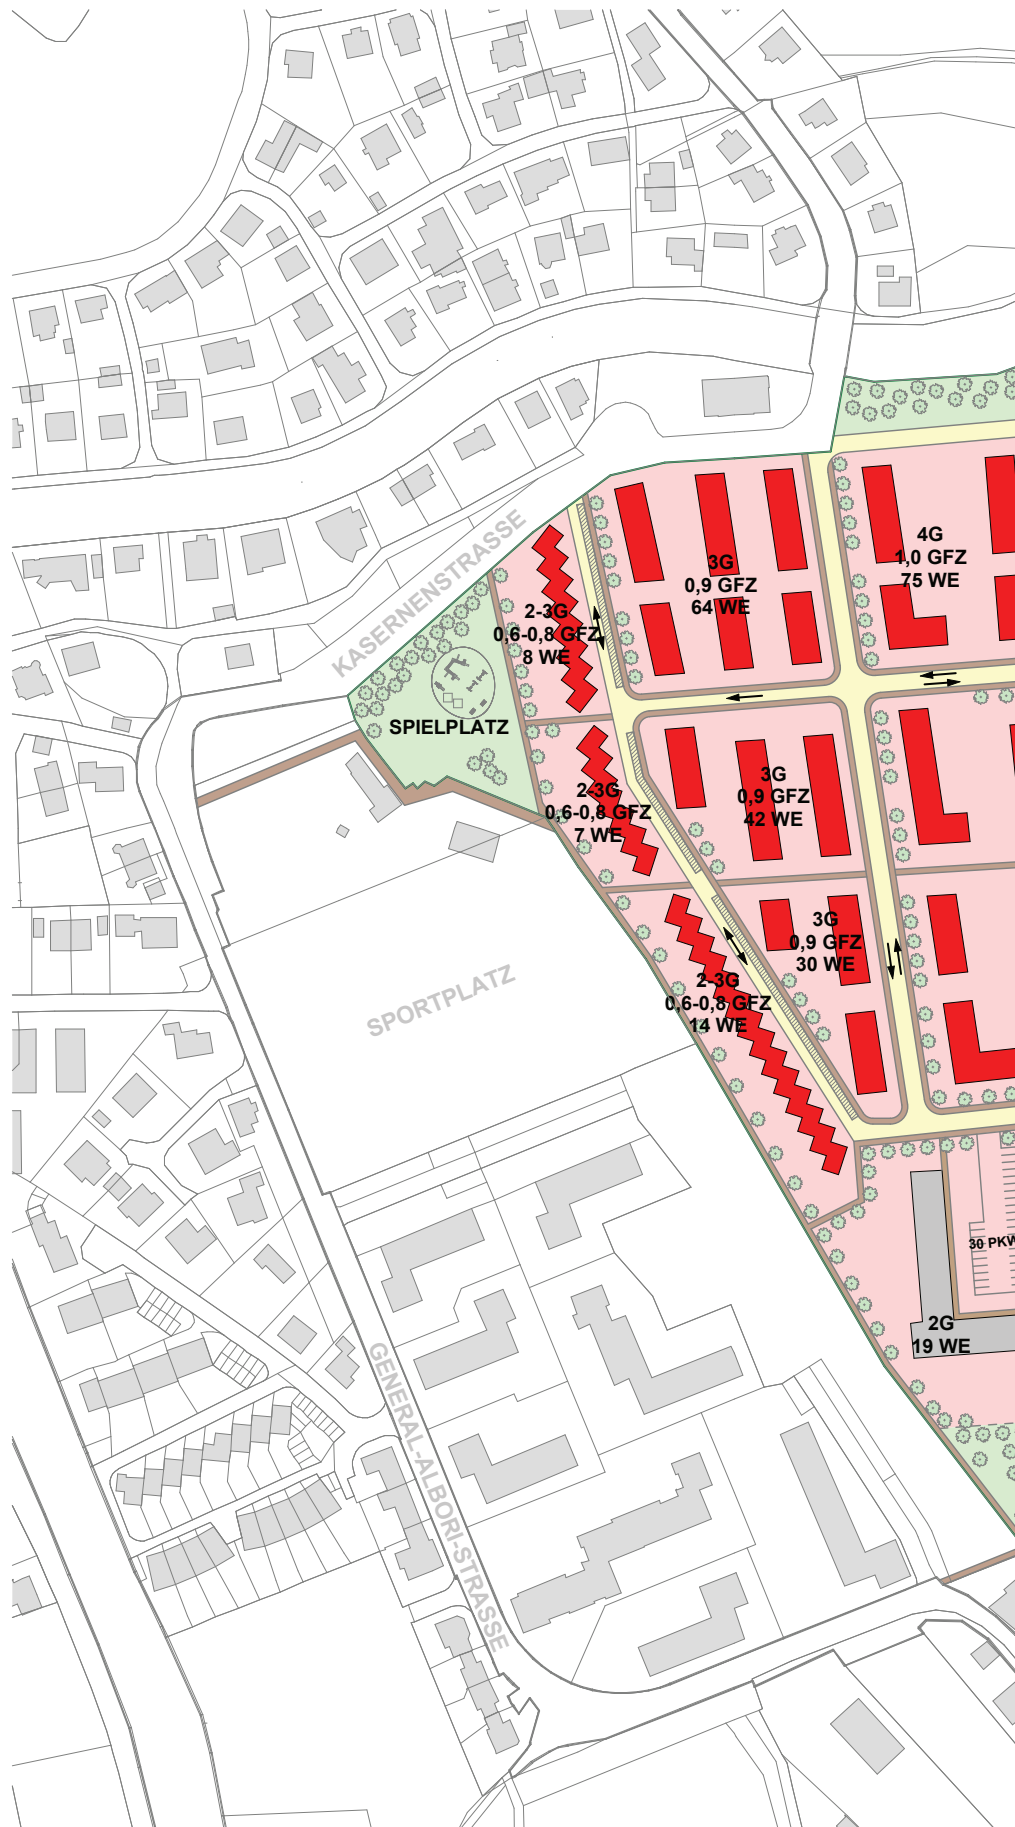 KASERNENSTRASSE
4G
1,0 GFZ
75 WE
3G
0,9 GFZ
64 WE
2-3G
0,6-0,8 GFZ
8 WE
SPIELPLATZ
2-3G
0,6-0,8 GFZ
7 WE
3G
0,9 GFZ
42 WE
3G
0,9 GFZ
30 WE
SPORTPLATZ
2-3G
0,6-0,8 GFZ
14 WE
30 PKW
2G
19 WE
GENERAL-ALBORI-STRASSE